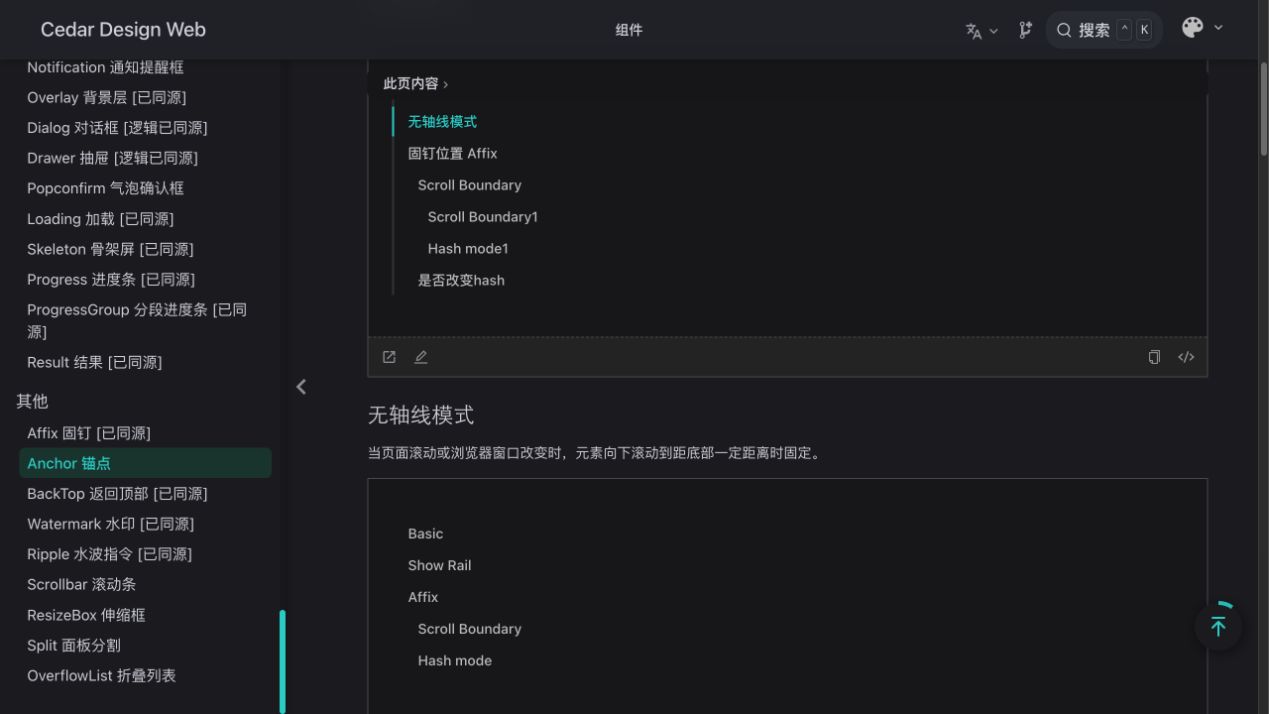 Cedar Design Web
组件
搜索 ^ K
Notification 通知提醒框
Overlay 背景层 [已同源]
Dialog 对话框 [逻辑已同源]
Drawer 抽屉 [逻辑已同源]
Popconfirm 气泡确认框
Loading 加载 [已同源]
Skeleton 骨架屏 [已同源]
Progress 进度条 [已同源]
ProgressGroup 分段进度条 [已同
源]
Result 结果 [已同源]
其他
Affix 固钉 [已同源]
Anchor 锚点
BackTop 返回顶部 [已同源]
Watermark 水印 [已同源]
Ripple 水波指令 [已同源]
Scrollbar 滚动条
ResizeBox 伸缩框
Split 面板分割
OverflowList 折叠列表
此页内容 ›
无轴线模式
固钉位置 Affix
Scroll Boundary
Scroll Boundary1
Hash mode1
是否改变hash
无轴线模式
当页面滚动或浏览器窗口改变时，元素向下滚动到距底部一定距离时固定。
Basic
Show Rail
Affix
Scroll Boundary
Hash mode